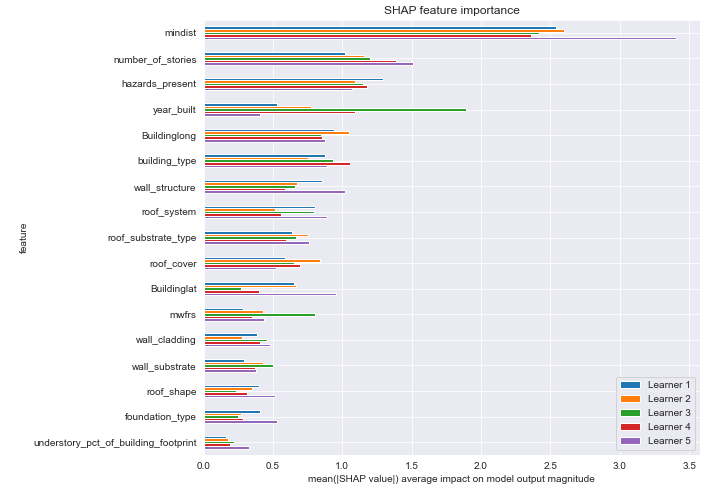 SHAP feature importance
mindist
number_of_stories
hazards_present
year_built
Buildinglong
building_type
wall_structure
roof_system
roof_substrate_type
roof_cover
Buildinglat
mwfrs
wall_cladding
wall_substrate
roof_shape
foundation_type
understory_pct_of_building_footprint
feature
Learner 1
Learner 2
Learner 3
Learner 4
Learner 5
0.0 0.5 1.0 1.5 2.0 2.5 3.0 3.5
mean(|SHAP value|) average impact on model output magnitude